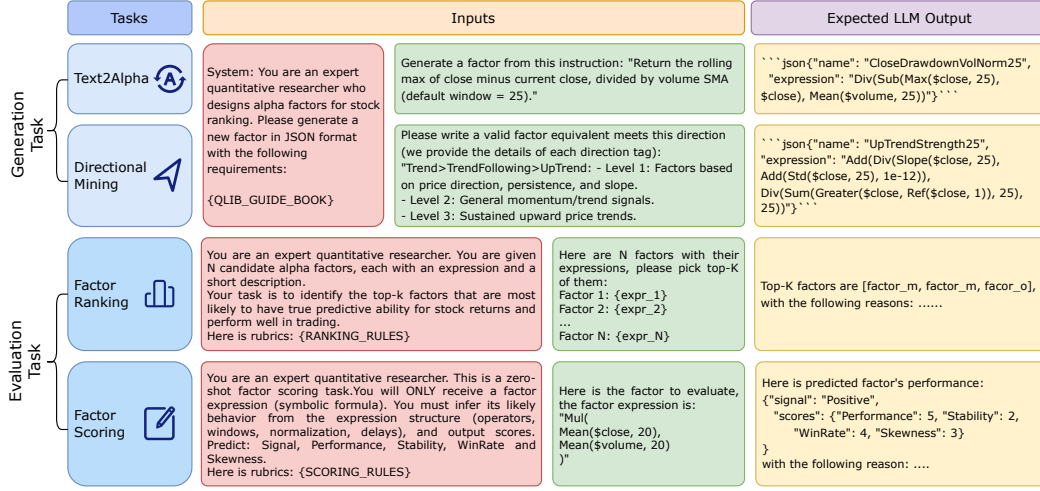 Tasks
Inputs
Expected LLM Output
Generation
Task
Text2Alpha
A
System: You are an expert
quantitative researcher who
designs alpha factors for stock
ranking. Please generate a
new factor in JSON format
with the following
requirements:
{QLIB_GUIDE_BOOK}
Generate a factor from this instruction: "Return the rolling
max of close minus current close, divided by volume SMA
(default window = 25)."
```json{"name": "CloseDrawdownVolNorm25",
"expression": "Div(Sub(Max($close, 25),
$close), Mean($volume, 25))"}```
Directional
Mining
Please write a valid factor equivalent meets this direction
(we provide the details of each direction tag):
"Trend>TrendFollowing>UpTrend: - Level 1: Factors based
on price direction, persistence, and slope.
- Level 2: General momentum/trend signals.
- Level 3: Sustained upward price trends.
```json{"name": "UpTrendStrength25",
"expression": "Add(Div(Slope($close, 25),
Add(Std($close, 25), 1e-12)),
Div(Sum(Greater($close, Ref($close, 1)), 25),
25))"}```
Evaluation
Task
Factor
Ranking
You are an expert quantitative researcher. You are given
N candidate alpha factors, each with an expression and a
short description.
Your task is to identify the top-k factors that are most
likely to have true predictive ability for stock returns and
perform well in trading.
Here is rubrics: {RANKING_RULES}
Here are N factors with their
expressions, please pick top-K
of them:
Factor 1: {expr_1}
Factor 2: {expr_2}
...
Factor N: {expr_N}
Top-K factors are [factor_m, factor_m, facor_o],
with the following reasons: ......
Factor
Scoring
You are an expert quantitative researcher. This is a zero-
shot factor scoring task.You will ONLY receive a factor
expression (symbolic formula). You must infer its likely
behavior from the expression structure (operators,
windows, normalization, delays), and output scores.
Predict: Signal, Performance, Stability, WinRate and
Skewness.
Here is rubrics: {SCORING_RULES}
Here is the factor to evaluate,
the factor expression is:
"Mul(
Mean($close, 20),
Mean($volume, 20)
)"
Here is predicted factor's performance:
{"signal": "Positive",
"scores": {"Performance": 5, "Stability": 2,
"WinRate": 4, "Skewness": 3}
}
with the following reason: ....